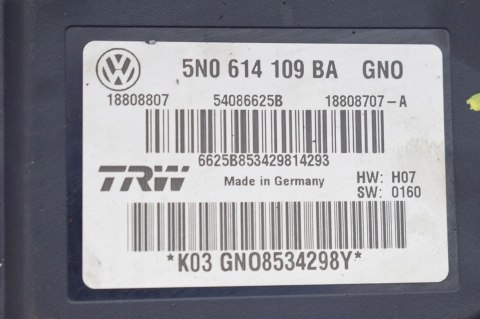 5N0 614 109 BA GNO
18808807 54086625B 18808707-A
6625B853429814293
TRW Made in Germany HW: H07
SW: 0160
*K03 GNO8534298Y*